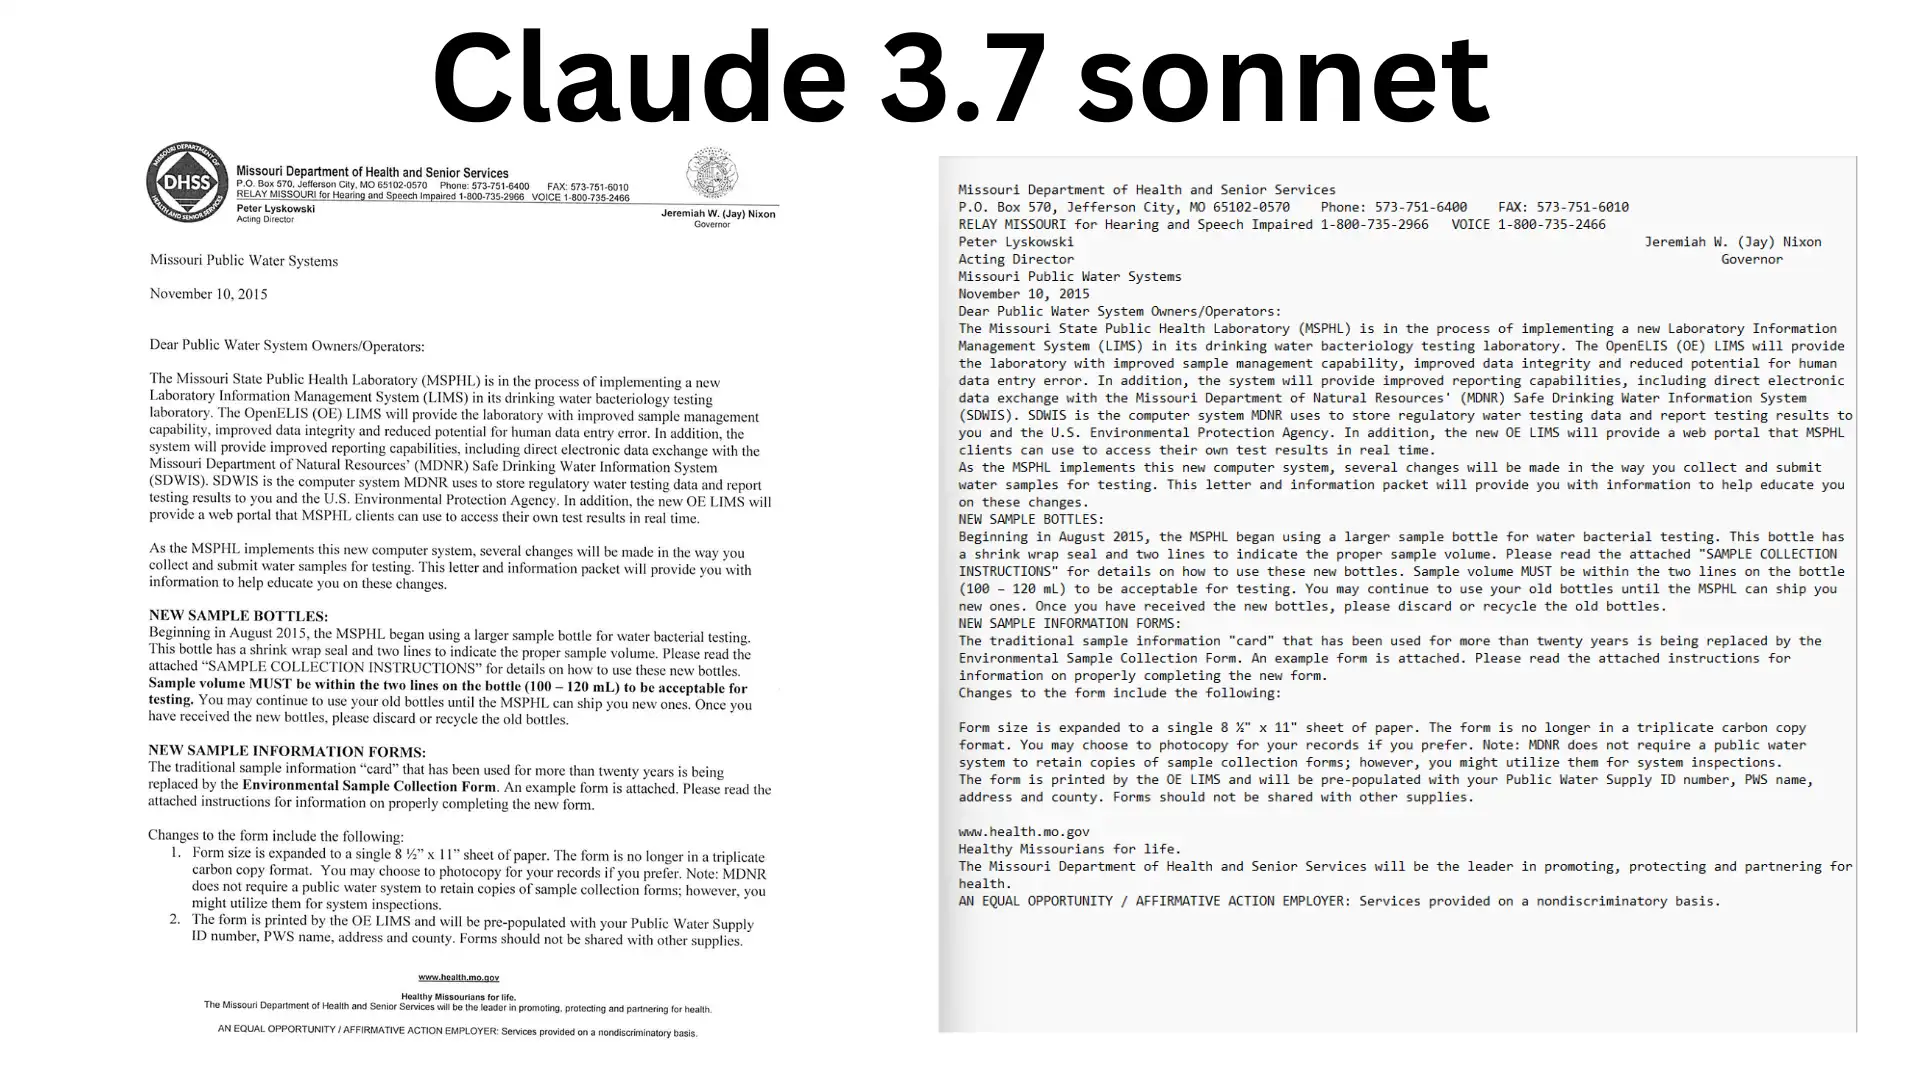 Claude 3.7 sonnet
DHSS
MISSOURI DEPARTMENT OF
HEALTH AND SENIOR SERVICES
Missouri Department of Health and Senior Services
P.O. Box 570, Jefferson City, MO 65102-0570 Phone: 573-751-6400 FAX: 573-751-6010
RELAY MISSOURI for Hearing and Speech Impaired 1-800-735-2966 VOICE 1-800-735-2466
Peter Lyskowski
Acting Director
Jeremiah W. (Jay) Nixon
Governor
Missouri Public Water Systems
November 10, 2015
Dear Public Water System Owners/Operators:
The Missouri State Public Health Laboratory (MSPHL) is in the process of implementing a new
Laboratory Information Management System (LIMS) in its drinking water bacteriology testing
laboratory. The OpenELIS (OE) LIMS will provide the laboratory with improved sample management
capability, improved data integrity and reduced potential for human data entry error. In addition, the
system will provide improved reporting capabilities, including direct electronic data exchange with the
Missouri Department of Natural Resources’ (MDNR) Safe Drinking Water Information System
(SDWIS). SDWIS is the computer system MDNR uses to store regulatory water testing data and report
testing results to you and the U.S. Environmental Protection Agency. In addition, the new OE LIMS will
provide a web portal that MSPHL clients can use to access their own test results in real time.
As the MSPHL implements this new computer system, several changes will be made in the way you
collect and submit water samples for testing. This letter and information packet will provide you with
information to help educate you on these changes.
NEW SAMPLE BOTTLES:
Beginning in August 2015, the MSPHL began using a larger sample bottle for water bacterial testing.
This bottle has a shrink wrap seal and two lines to indicate the proper sample volume. Please read the
attached “SAMPLE COLLECTION INSTRUCTIONS” for details on how to use these new bottles.
Sample volume MUST be within the two lines on the bottle (100 – 120 mL) to be acceptable for
testing. You may continue to use your old bottles until the MSPHL can ship you new ones. Once you
have received the new bottles, please discard or recycle the old bottles.
NEW SAMPLE INFORMATION FORMS:
The traditional sample information “card” that has been used for more than twenty years is being
replaced by the Environmental Sample Collection Form. An example form is attached. Please read the
attached instructions for information on properly completing the new form.
Changes to the form include the following:
1. Form size is expanded to a single 8 ½” x 11” sheet of paper. The form is no longer in a triplicate
carbon copy format. You may choose to photocopy for your records if you prefer. Note: MDNR
does not require a public water system to retain copies of sample collection forms; however, you
might utilize them for system inspections.
2. The form is printed by the OE LIMS and will be pre-populated with your Public Water Supply
ID number, PWS name, address and county. Forms should not be shared with other supplies.
www.health.mo.gov
Healthy Missourians for life.
The Missouri Department of Health and Senior Services will be the leader in promoting, protecting and partnering for health.
AN EQUAL OPPORTUNITY / AFFIRMATIVE ACTION EMPLOYER: Services provided on a nondiscriminatory basis.
Missouri Department of Health and Senior Services
P.O. Box 570, Jefferson City, MO 65102-0570 Phone: 573-751-6400 FAX: 573-751-6010
RELAY MISSOURI for Hearing and Speech Impaired 1-800-735-2966 VOICE 1-800-735-2466
Peter Lyskowski Jeremiah W. (Jay) Nixon
Acting Director Governor
Missouri Public Water Systems
November 10, 2015
Dear Public Water System Owners/Operators:
The Missouri State Public Health Laboratory (MSPHL) is in the process of implementing a new Laboratory Information
Management System (LIMS) in its drinking water bacteriology testing laboratory. The OpenELIS (OE) LIMS will provide
the laboratory with improved sample management capability, improved data integrity and reduced potential for human
data entry error. In addition, the system will provide improved reporting capabilities, including direct electronic
data exchange with the Missouri Department of Natural Resources' (MDNR) Safe Drinking Water Information System
(SDWIS). SDWIS is the computer system MDNR uses to store regulatory water testing data and report testing results to
you and the U.S. Environmental Protection Agency. In addition, the new OE LIMS will provide a web portal that MSPHL
clients can use to access their own test results in real time.
As the MSPHL implements this new computer system, several changes will be made in the way you collect and submit
water samples for testing. This letter and information packet will provide you with information to help educate you
on these changes.
NEW SAMPLE BOTTLES:
Beginning in August 2015, the MSPHL began using a larger sample bottle for water bacterial testing. This bottle has
a shrink wrap seal and two lines to indicate the proper sample volume. Please read the attached "SAMPLE COLLECTION
INSTRUCTIONS" for details on how to use these new bottles. Sample volume MUST be within the two lines on the bottle
(100 – 120 mL) to be acceptable for testing. You may continue to use your old bottles until the MSPHL can ship you
new ones. Once you have received the new bottles, please discard or recycle the old bottles.
NEW SAMPLE INFORMATION FORMS:
The traditional sample information "card" that has been used for more than twenty years is being replaced by the
Environmental Sample Collection Form. An example form is attached. Please read the attached instructions for
information on properly completing the new form.
Changes to the form include the following:
Form size is expanded to a single 8 ½" x 11" sheet of paper. The form is no longer in a triplicate carbon copy
format. You may choose to photocopy for your records if you prefer. Note: MDNR does not require a public water
system to retain copies of sample collection forms; however, you might utilize them for system inspections.
The form is printed by the OE LIMS and will be pre-populated with your Public Water Supply ID number, PWS name,
address and county. Forms should not be shared with other supplies.
www.health.mo.gov
Healthy Missourians for life.
The Missouri Department of Health and Senior Services will be the leader in promoting, protecting and partnering for
health.
AN EQUAL OPPORTUNITY / AFFIRMATIVE ACTION EMPLOYER: Services provided on a nondiscriminatory basis.